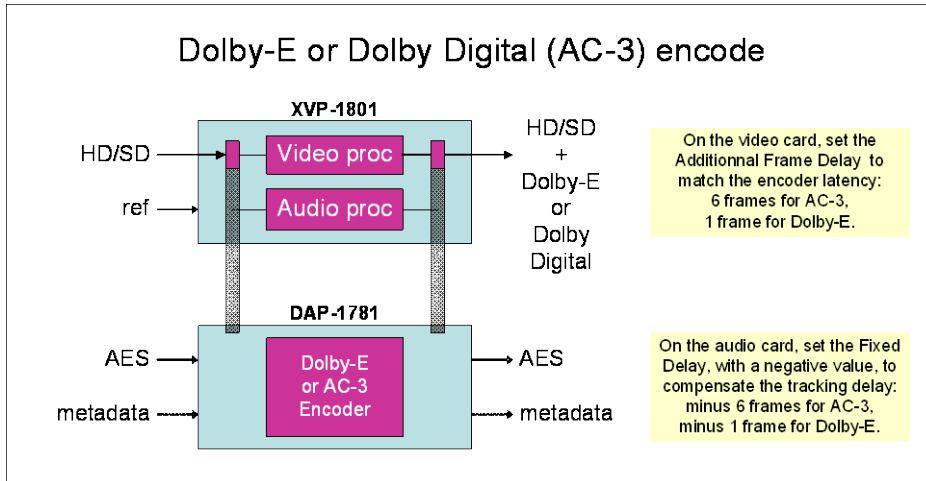 Dolby-E or Dolby Digital (AC-3) encode
XVP-1801
HD/SD
Video proc
ref
Audio proc
HD/SD
+
Dolby-E
or
Dolby
Digital
On the video card, set the
Additionnal Frame Delay to
match the encoder latency:
6 frames for AC-3,
1 frame for Dolby-E.
DAP-1781
AES
metadata
Dolby-E
or AC-3
Encoder
AES
metadata
On the audio card, set the Fixed
Delay, with a negative value, to
compensate the tracking delay:
minus 6 frames for AC-3,
minus 1 frame for Dolby-E.